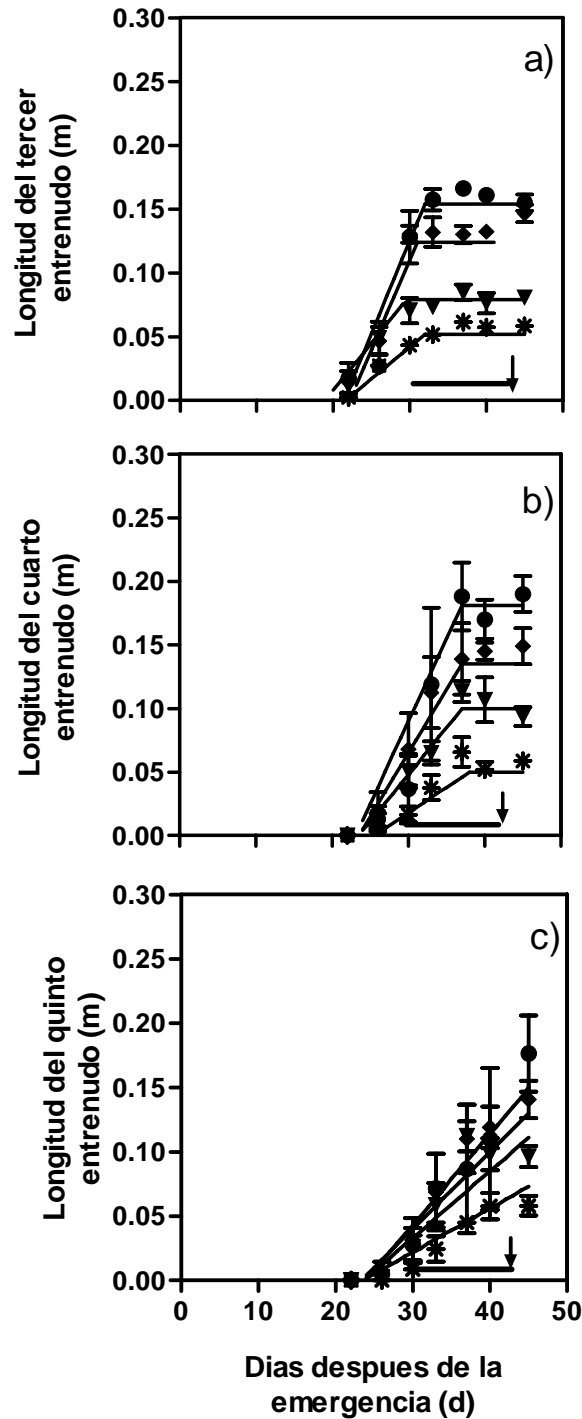 Longitud del tercer
entrenudo (m)
0.30
0.25
0.20
0.15
0.10
0.05
0.00
a)
Longitud del cuarto
entrenudo (m)
0.30
0.25
0.20
0.15
0.10
0.05
0.00
b)
Longitud del quinto
entrenudo (m)
0.30
0.25
0.20
0.15
0.10
0.05
0.00
c)
0 10 20 30 40 50
Dias despues de la
emergencia (d)